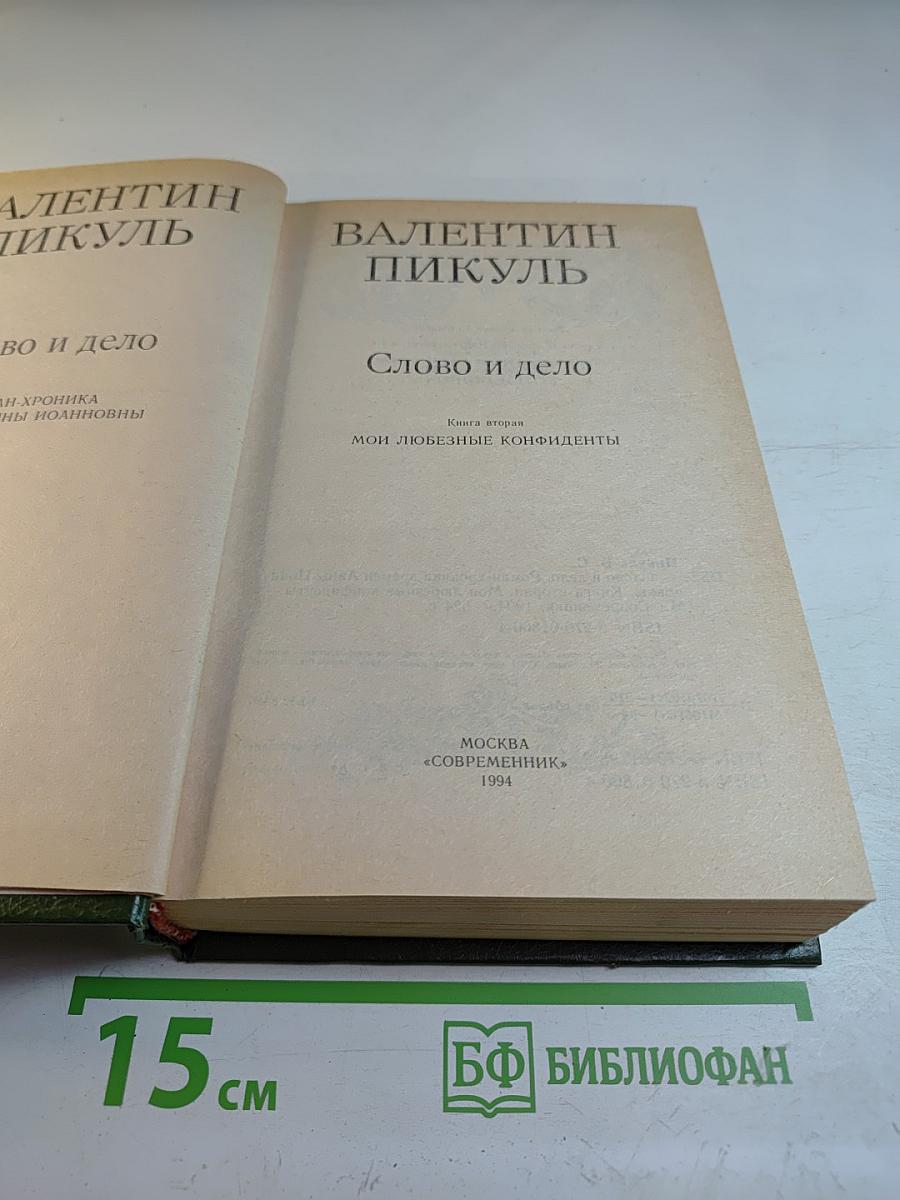 АЛЕНТИН
ПИКУЛЬ
во и дело
АН-ХРОНИКА
НЫ ИОАННОВНЫ
ВАЛЕНТИН
ПИКУЛЬ
Слово и дело
Книга вторая
МОИ ЛЮБЕЗНЫЕ КОНФИДЕНТЫ
МОСКВА
«СОВРЕМЕННИК»
1994
15 см
БФ БИБЛИОФАН